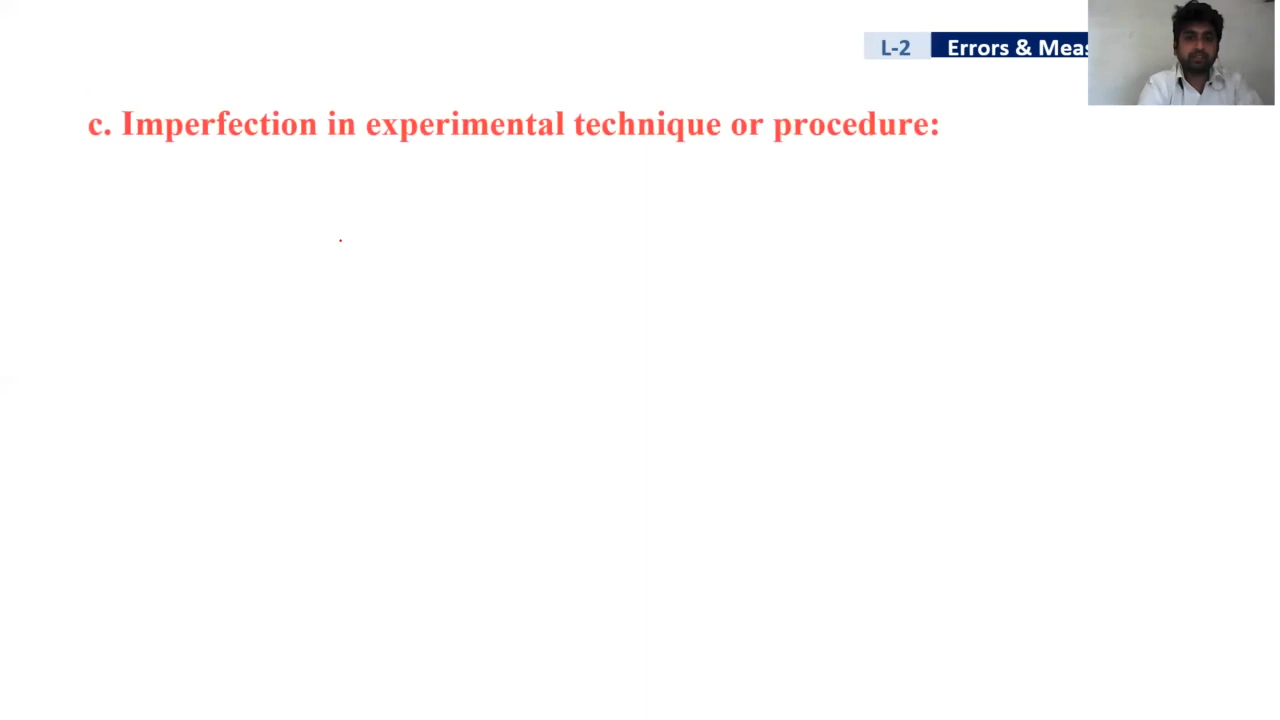 L-2 Errors & Meas
c. Imperfection in experimental technique or procedure: